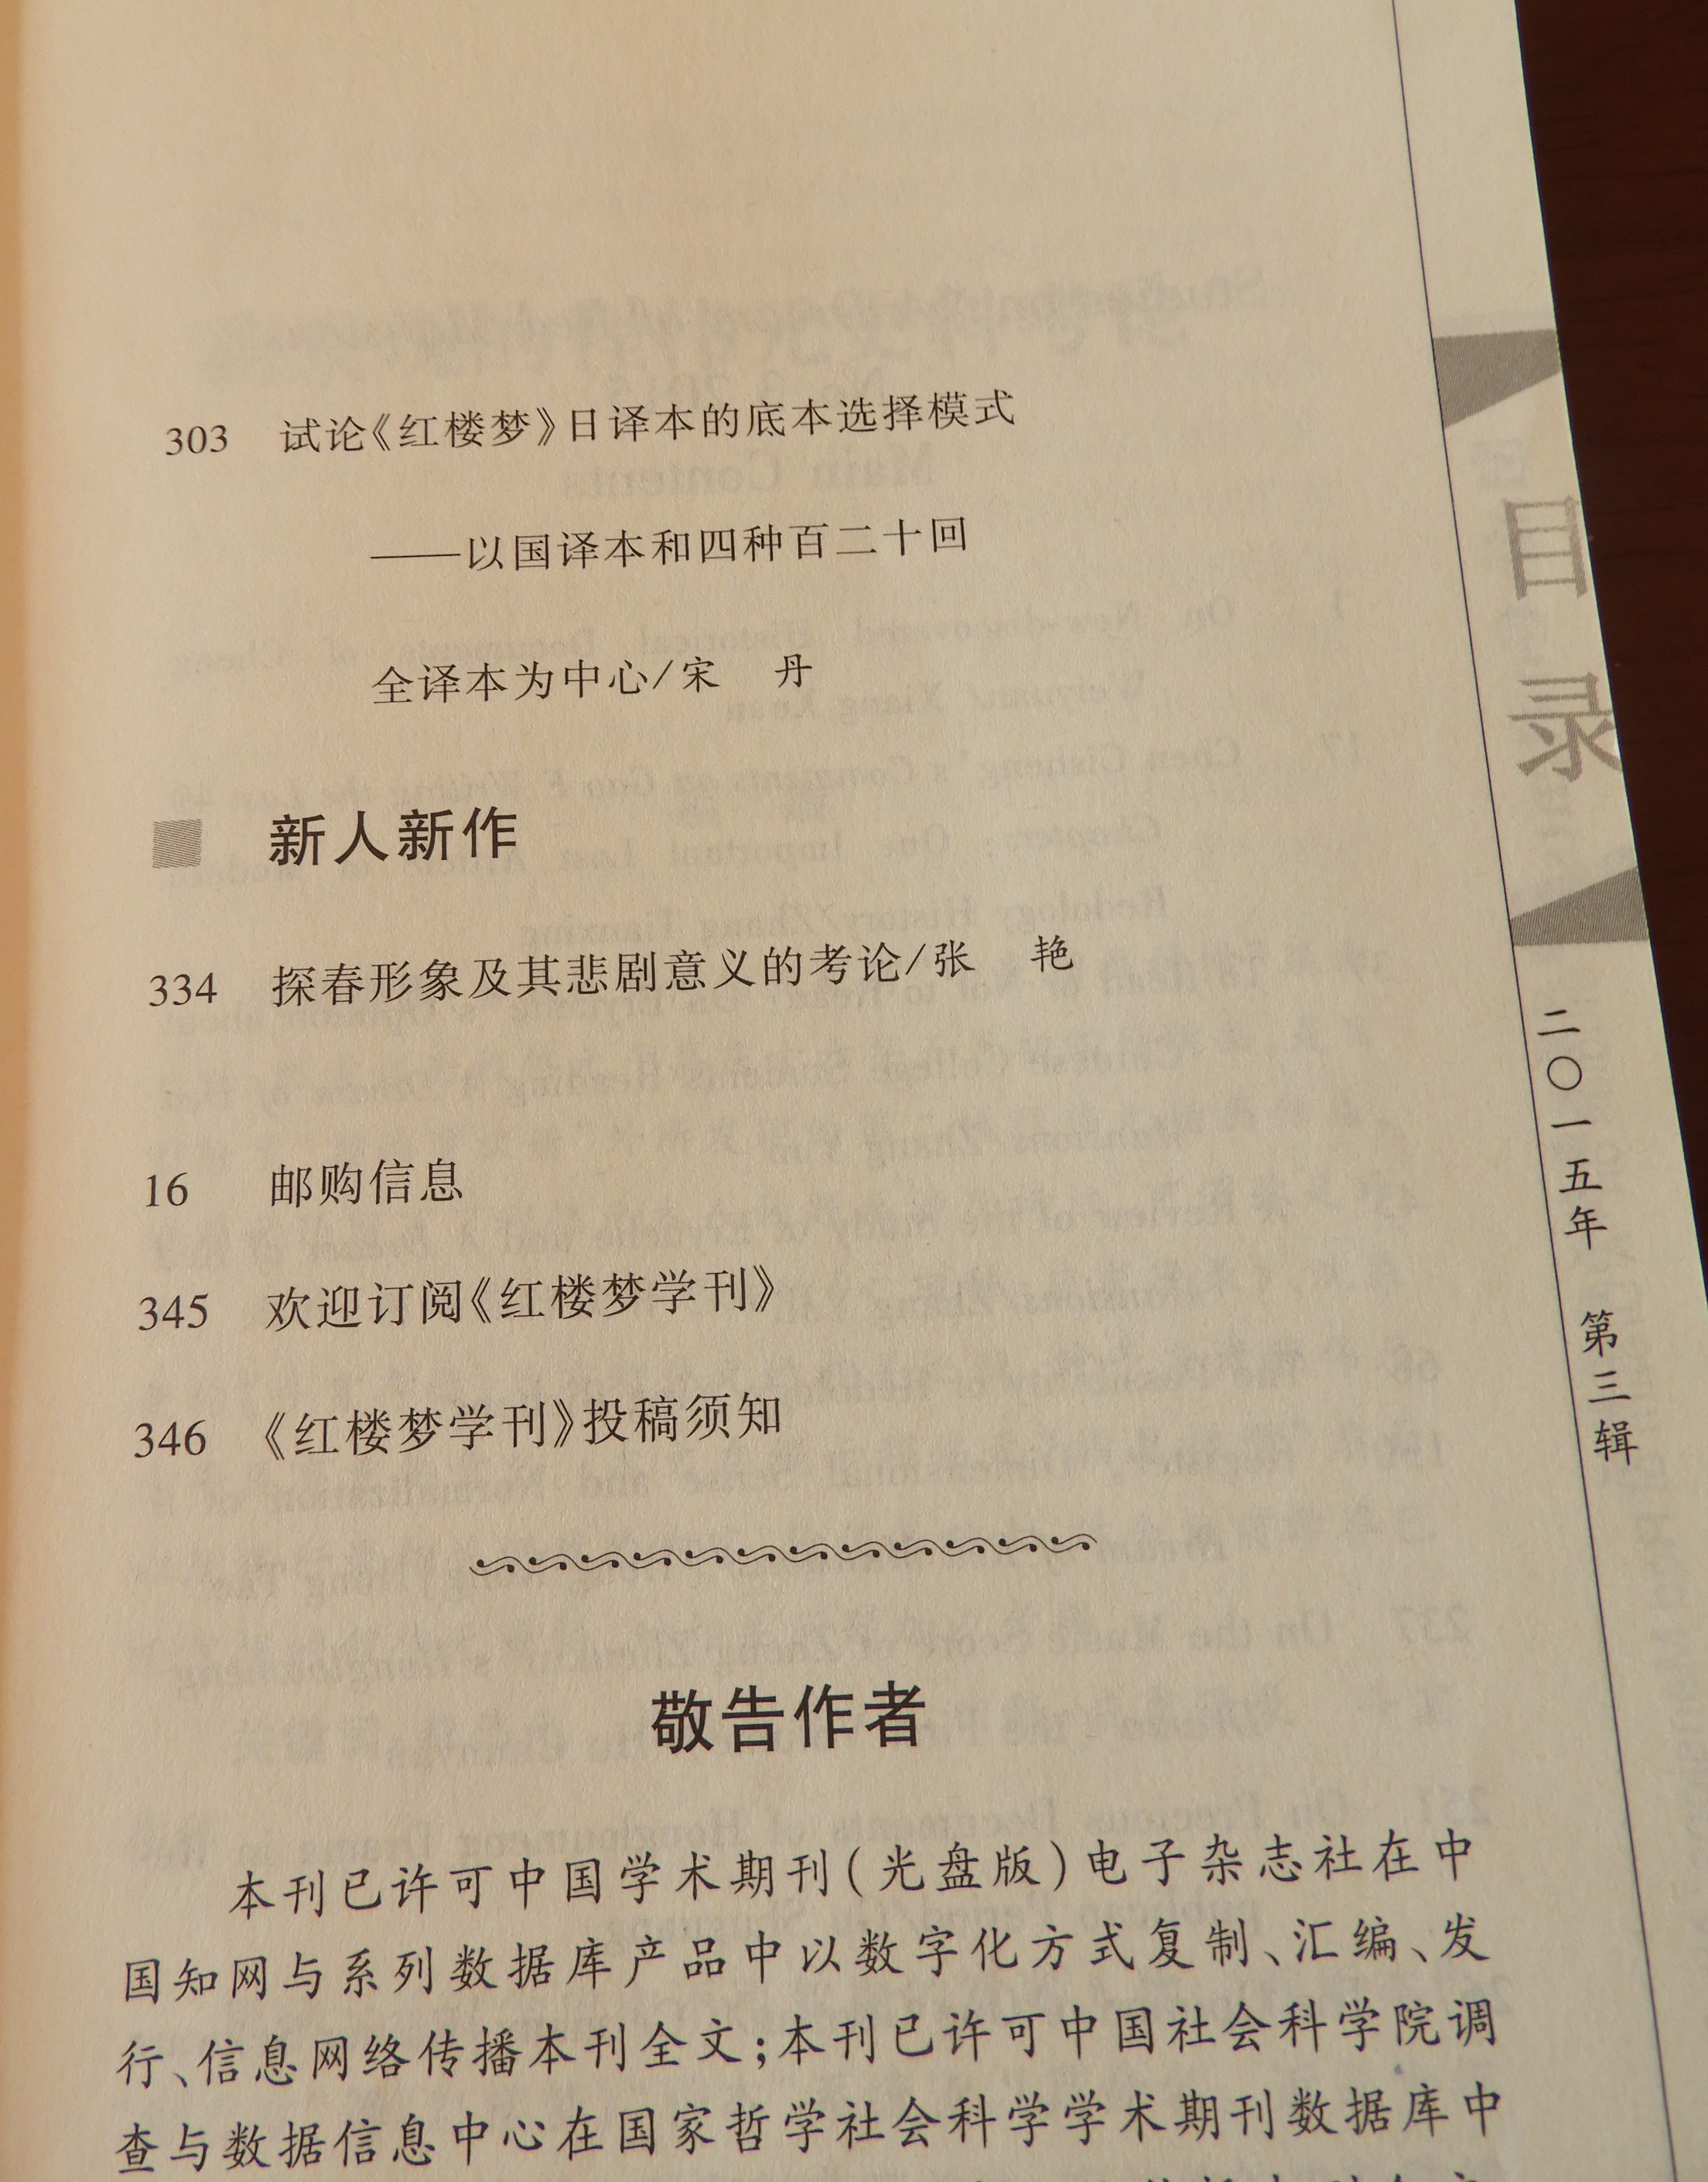 303 试论《红楼梦》日译本的底本选择模式
——以国译本和四种百二十回
全译本为中心/宋 丹
新人新作
334 探春形象及其悲剧意义的考论/张 艳
16 邮购信息
345 欢迎订阅《红楼梦学刊》
346 《红楼梦学刊》投稿须知
敬告作者
本刊已许可中国学术期刊(光盘版)电子杂志社在中
国知网与系列数据库产品中以数字化方式复制、汇编、发
行、信息网络传播本刊全文;本刊已许可中国社会科学院调
查与数据信息中心在国家哲学社会科学学术期刊数据库中
目录
二〇一五年 第三辑